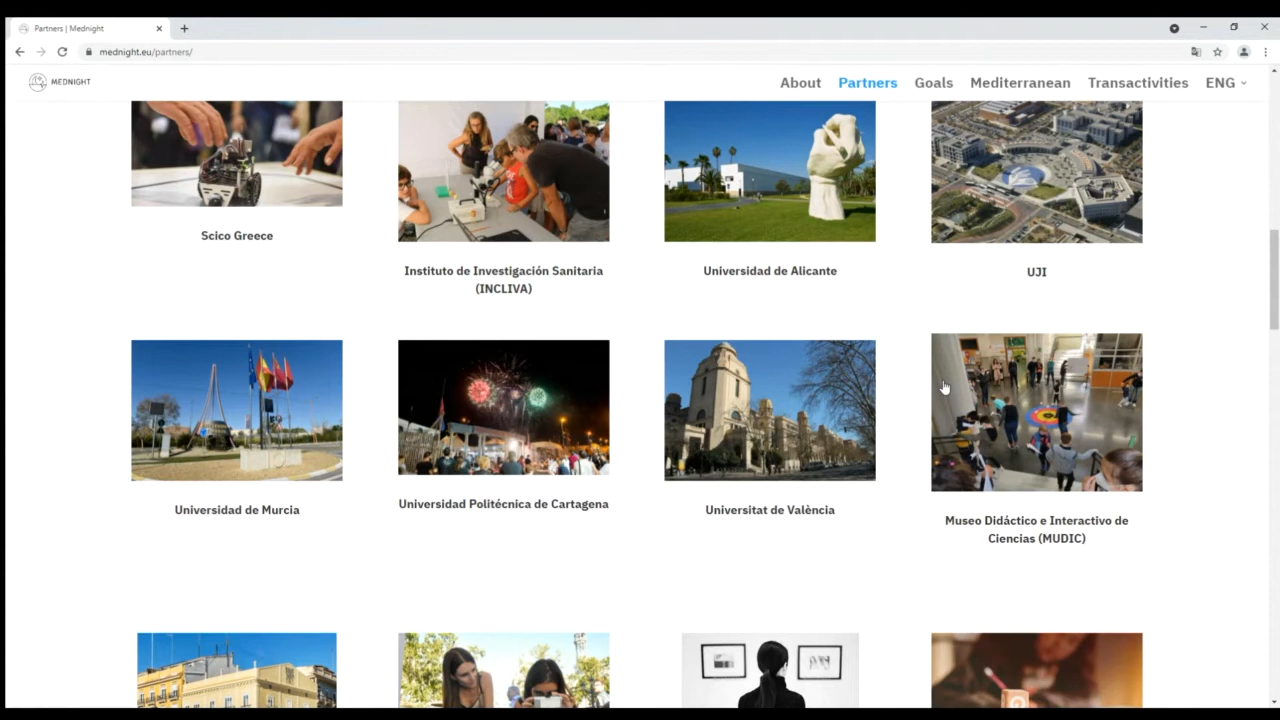 Partners | Mednight
mednight.eu/partners/
MEDNIGHT
About Partners Goals Mediterranean Transactivities ENG
Scico Greece
Instituto de Investigación Sanitaria
(INCLIVA)
Universidad de Alicante
UJI
Universidad de Murcia
Universidad Politécnica de Cartagena
Universitat de València
Museo Didáctico e Interactivo de
Ciencias (MUDIC)